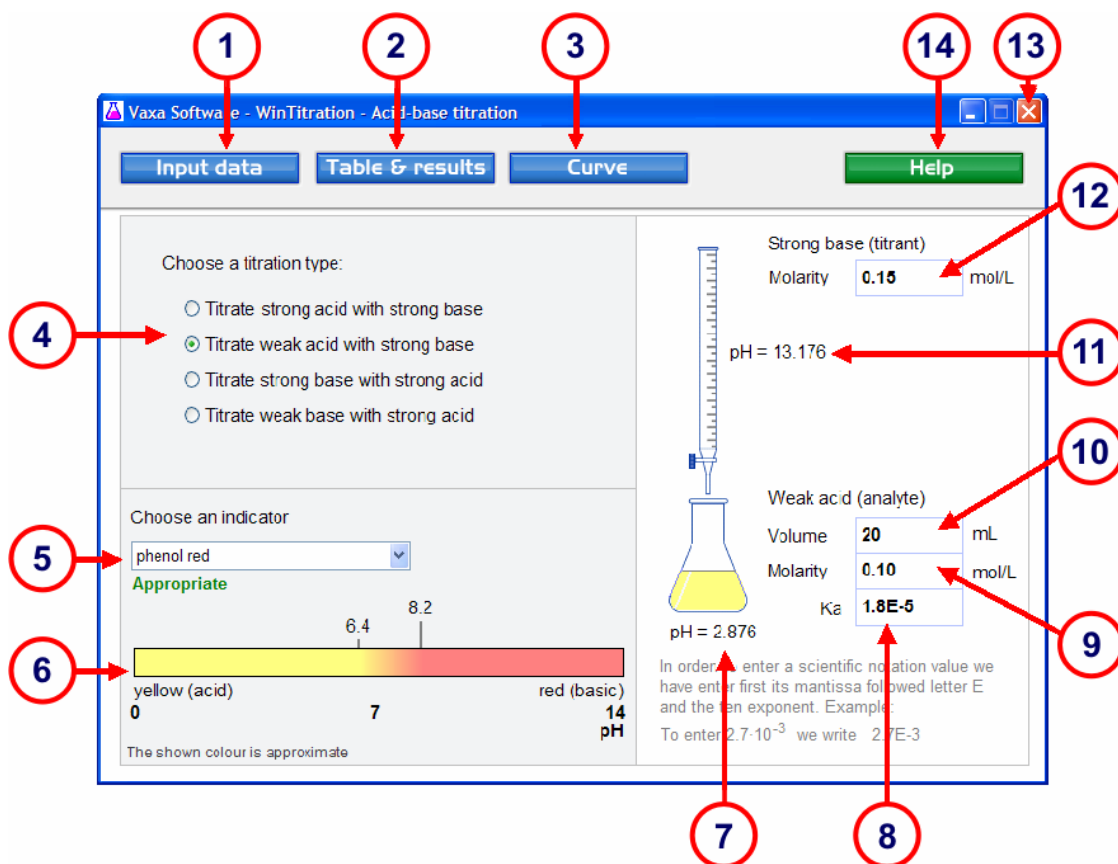 1
2
3
14
13
Vaxa Software - WinTitration - Acid-base titration
Input data
Table & results
Curve
Help
12
Strong base (titrant)
Molarity 0.15 mol/L
Choose a titration type:
4
Titrate strong acid with strong base
Titrate weak acid with strong base
Titrate strong base with strong acid
Titrate weak base with strong acid
pH = 13.176
11
10
Weak acid (analyte)
Volume 20 mL
Molarity 0.10 mol/L
Ka 1.8E-5
9
Choose an indicator
5
phenol red
Appropriate
6.4
8.2
6
yellow (acid)
red (basic)
0
7
14
pH
The shown colour is approximate
pH = 2.876
In order to enter a scientific notation value we
have enter first its mantissa followed letter E
and the ten exponent. Example:
To enter 2.7·10⁻³ we write 2.7E-3
7
8